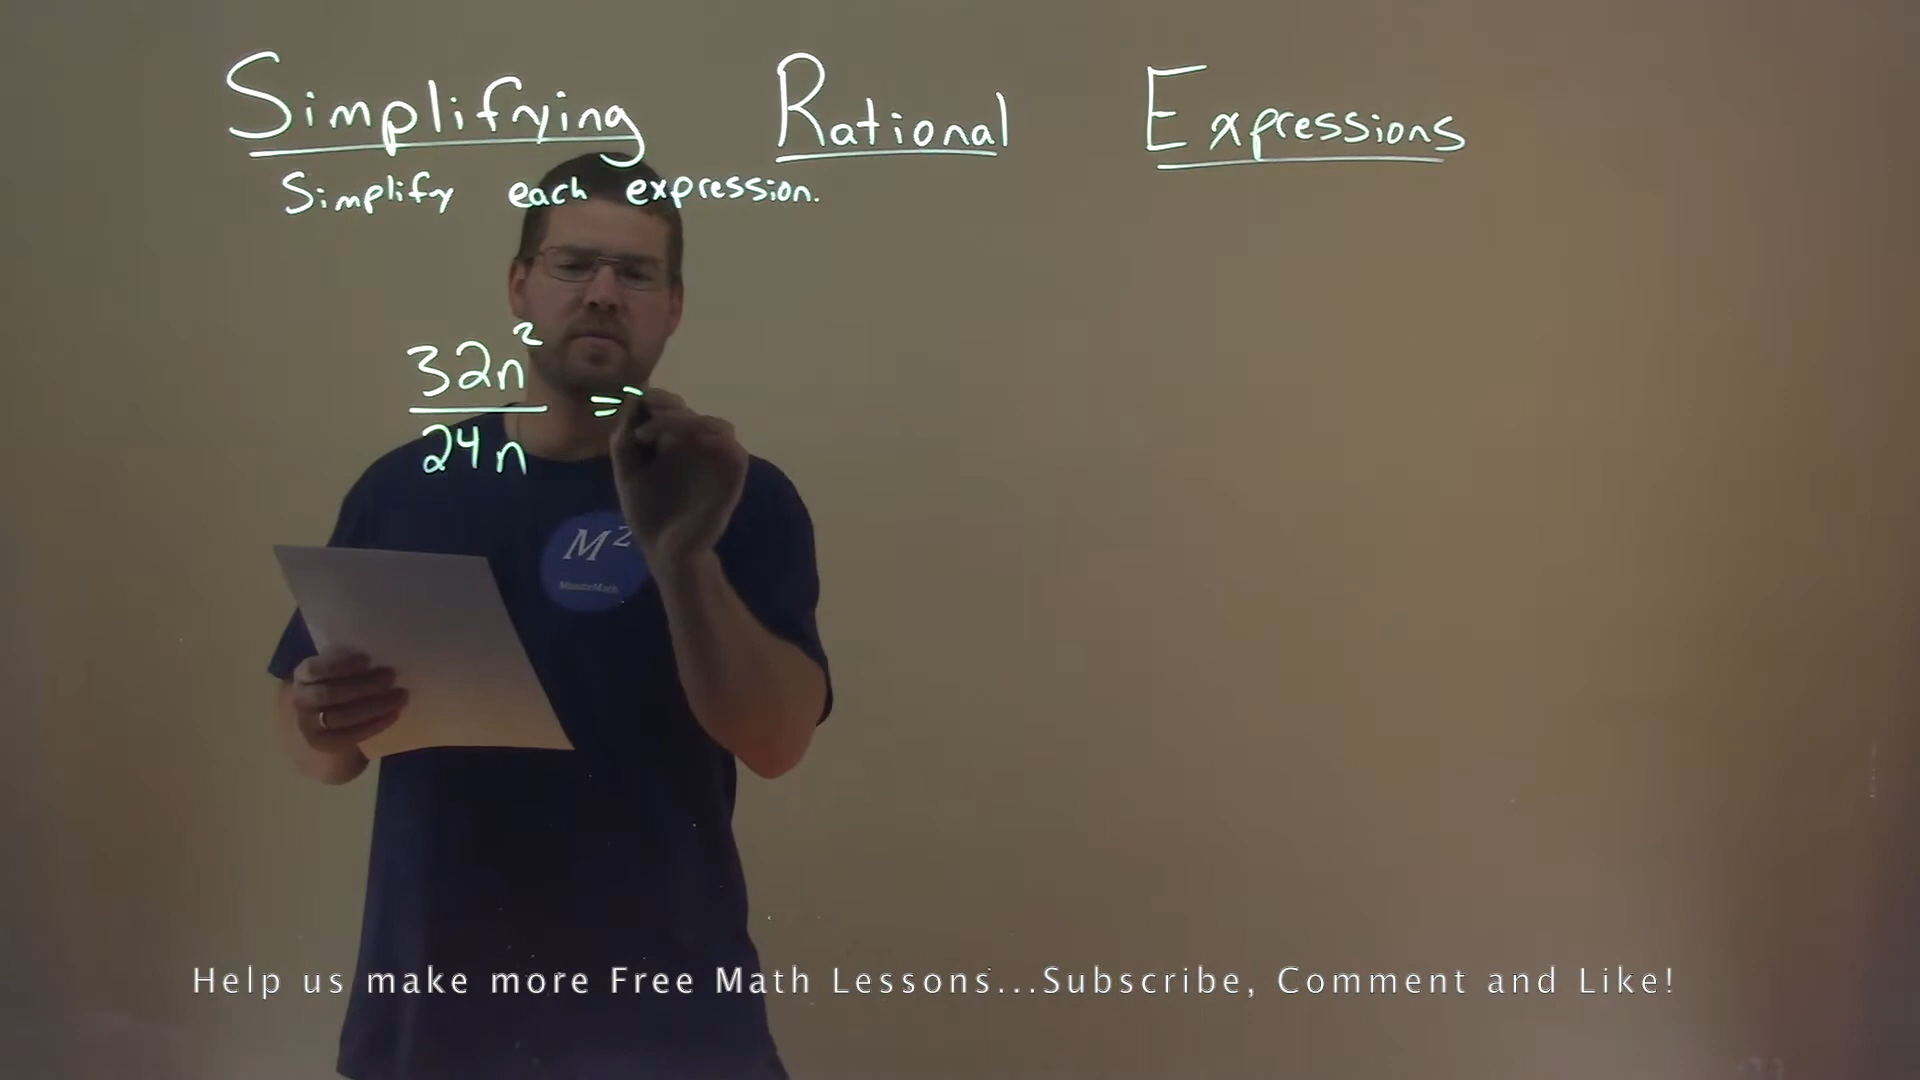 Simplifying Rational Expressions
Simplify each expression.
32n²
24n
=
M²
MinuteMath
Help us make more Free Math Lessons...Subscribe, Comment and Like!